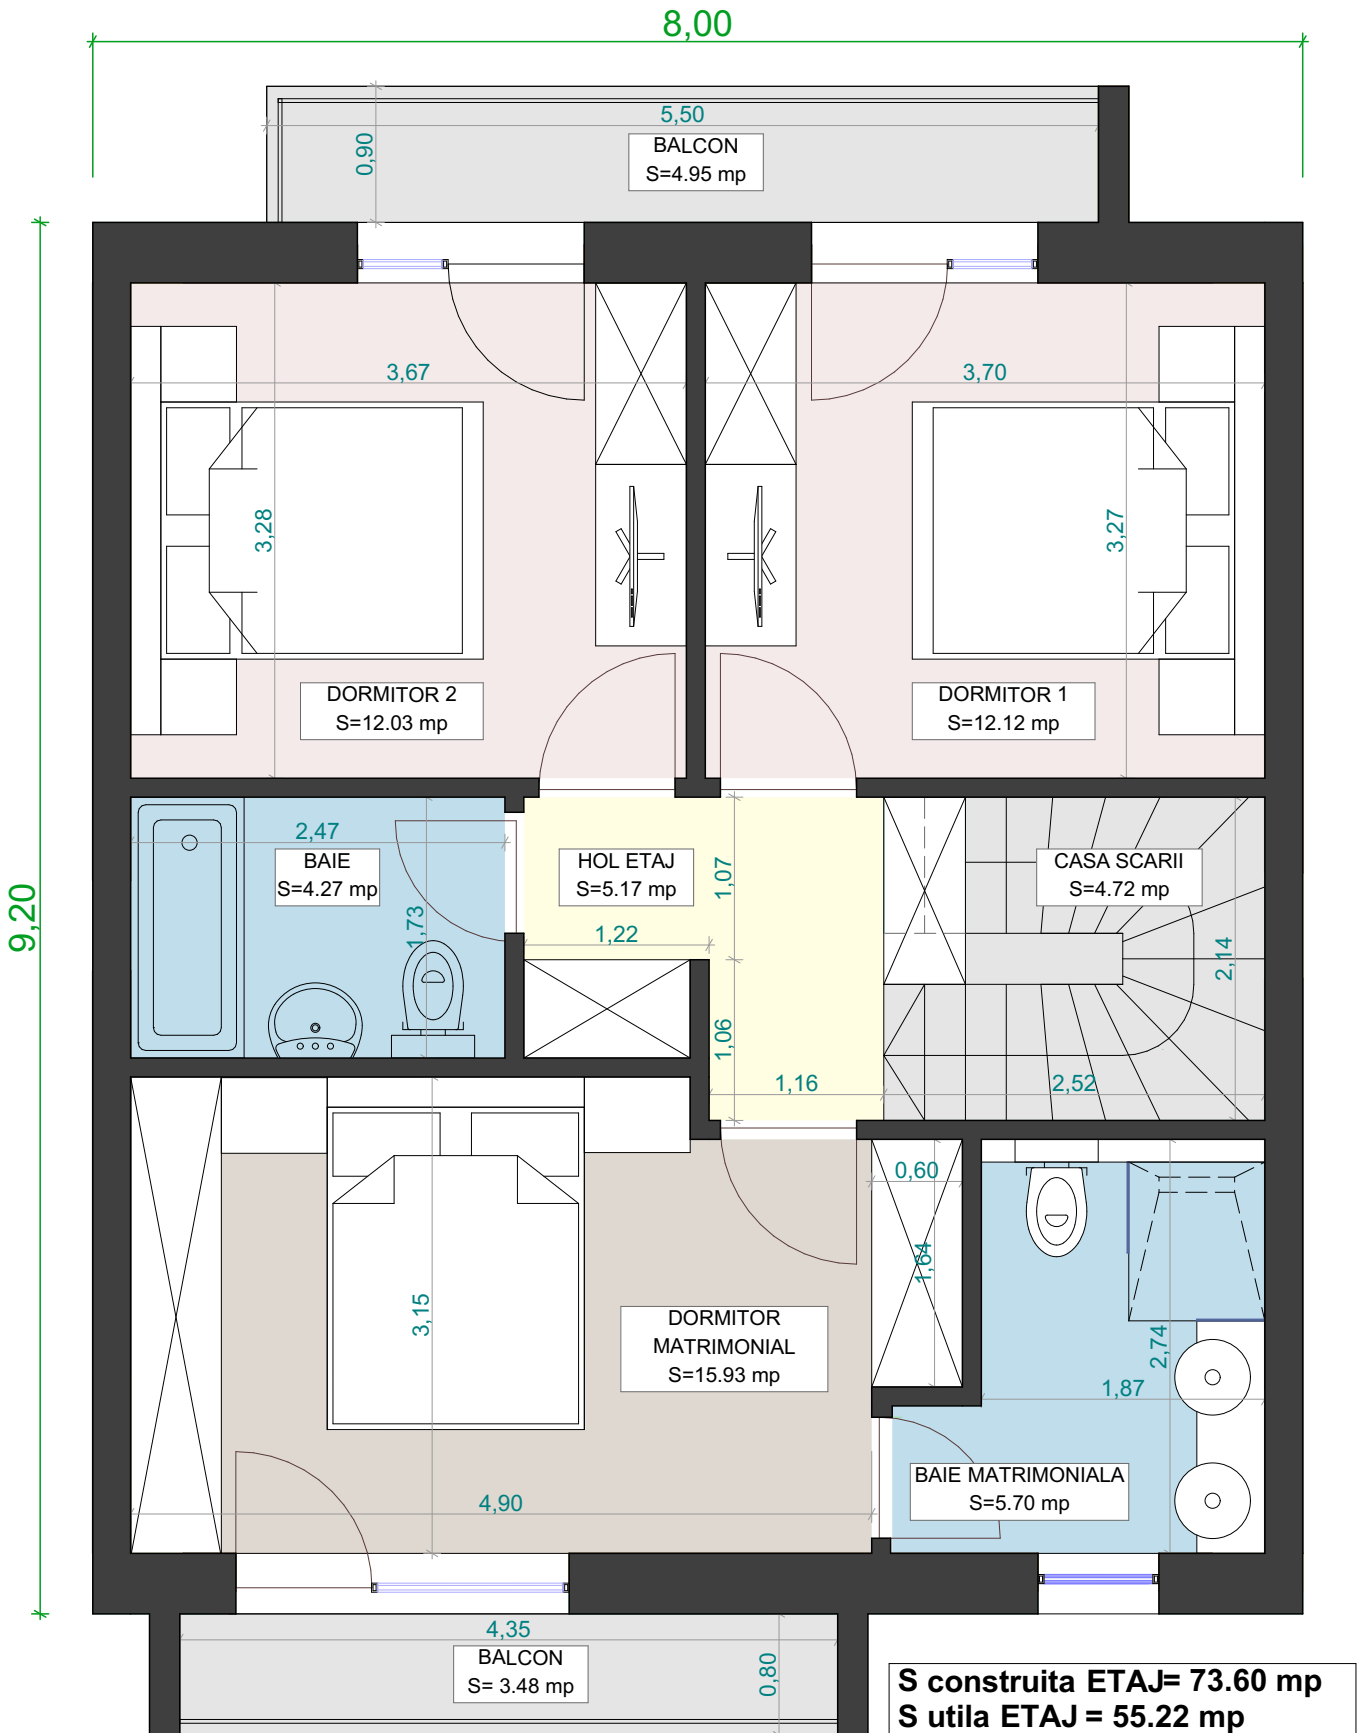 8,00
5,50
0,90
BALCON
S=4.95 mp
3,67
3,70
3,28
3,27
DORMITOR 2
S=12.03 mp
DORMITOR 1
S=12.12 mp
9,20
2,47
BAIE
S=4.27 mp
1,73
HOL ETAJ
S=5.17 mp
1,07
1,22
1,06
1,16
CASA SCARII
S=4.72 mp
2,14
2,52
0,60
1,64
3,15
DORMITOR
MATRIMONIAL
S=15.93 mp
2,74
1,87
4,90
BAIE MATRIMONIALA
S=5.70 mp
4,35
BALCON
S= 3.48 mp
0,80
S construita ETAJ= 73.60 mp
S utila ETAJ = 55.22 mp